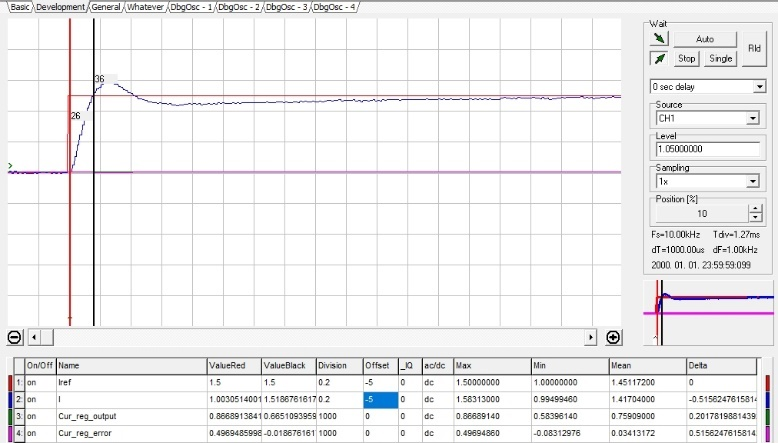 Basic Development General Whatever DbgOsc - 1 DbgOsc - 2 DbgOsc - 3 DbgOsc - 4
36
26
Wait
Auto
Rld
Stop Single
0 sec delay
Source
CH1
Level
1.05000000
Sampling
1x
Position [%]
10
Fs=10.00kHz Tdiv=1.27ms
dT=1000.00us dF=1.00kHz
2000. 01. 01. 23:59:59:099
On/Off Name ValueRed ValueBlack Division Offset _IQ ac/dc Max Min Mean Delta
1: on Iref 1.5 1.5 0.2 -5 0 dc 1.50000000 1.00000000 1.45117200 0
2: on I 1.0030514001 1.5186761617 0.2 -5 0 dc 1.58313000 0.99499460 1.41704000 -0.5156247615814
3: on Cur_reg_output 0.8668913841 0.6651093959 1000 0 0 dc 0.86689140 0.58396140 0.75909000 0.2017819881439
4: on Cur_reg_error 0.4969485998 -0.018676161 1000 0 0 dc 0.49694860 -0.08312976 0.03413172 0.5156247615814